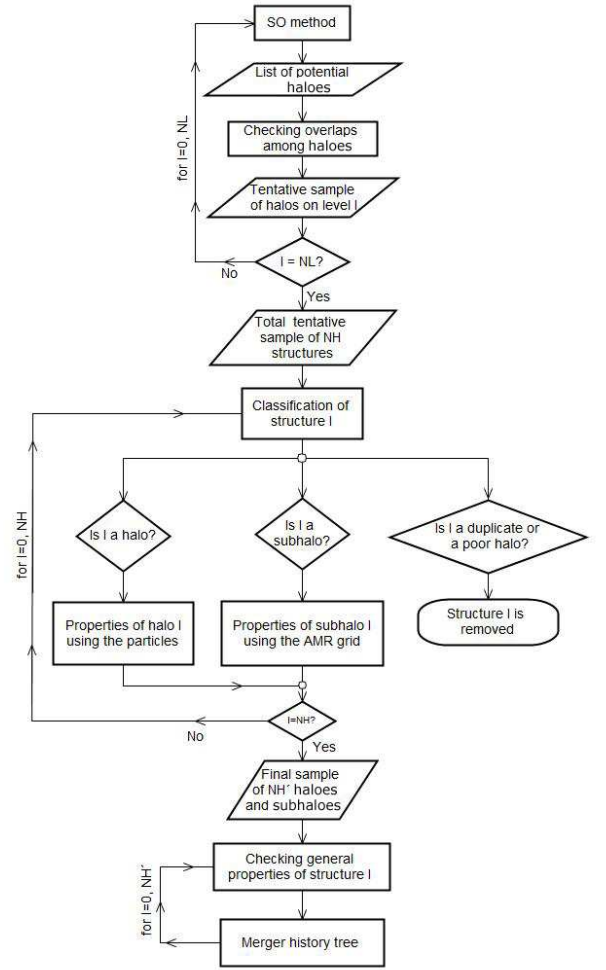 SO method
List of potential
haloes
Checking overlaps
among haloes
Tentative sample
of halos on level l
l = NL?
No
Yes
for l=0, NL
Total tentative
sample of NH
structures
Classification of
structure l
Is l a halo?
Is l a
subhalo?
Is l a duplicate or
a poor halo?
Properties of halo l
using the particles
Properties of subhalo l
using the AMR grid
Structure l is
removed
for l=0, NH
l=NH?
No
Yes
Final sample
of NH´ haloes
and subhaloes
Checking general
properties of structure l
for l=0, NH´
Merger history tree